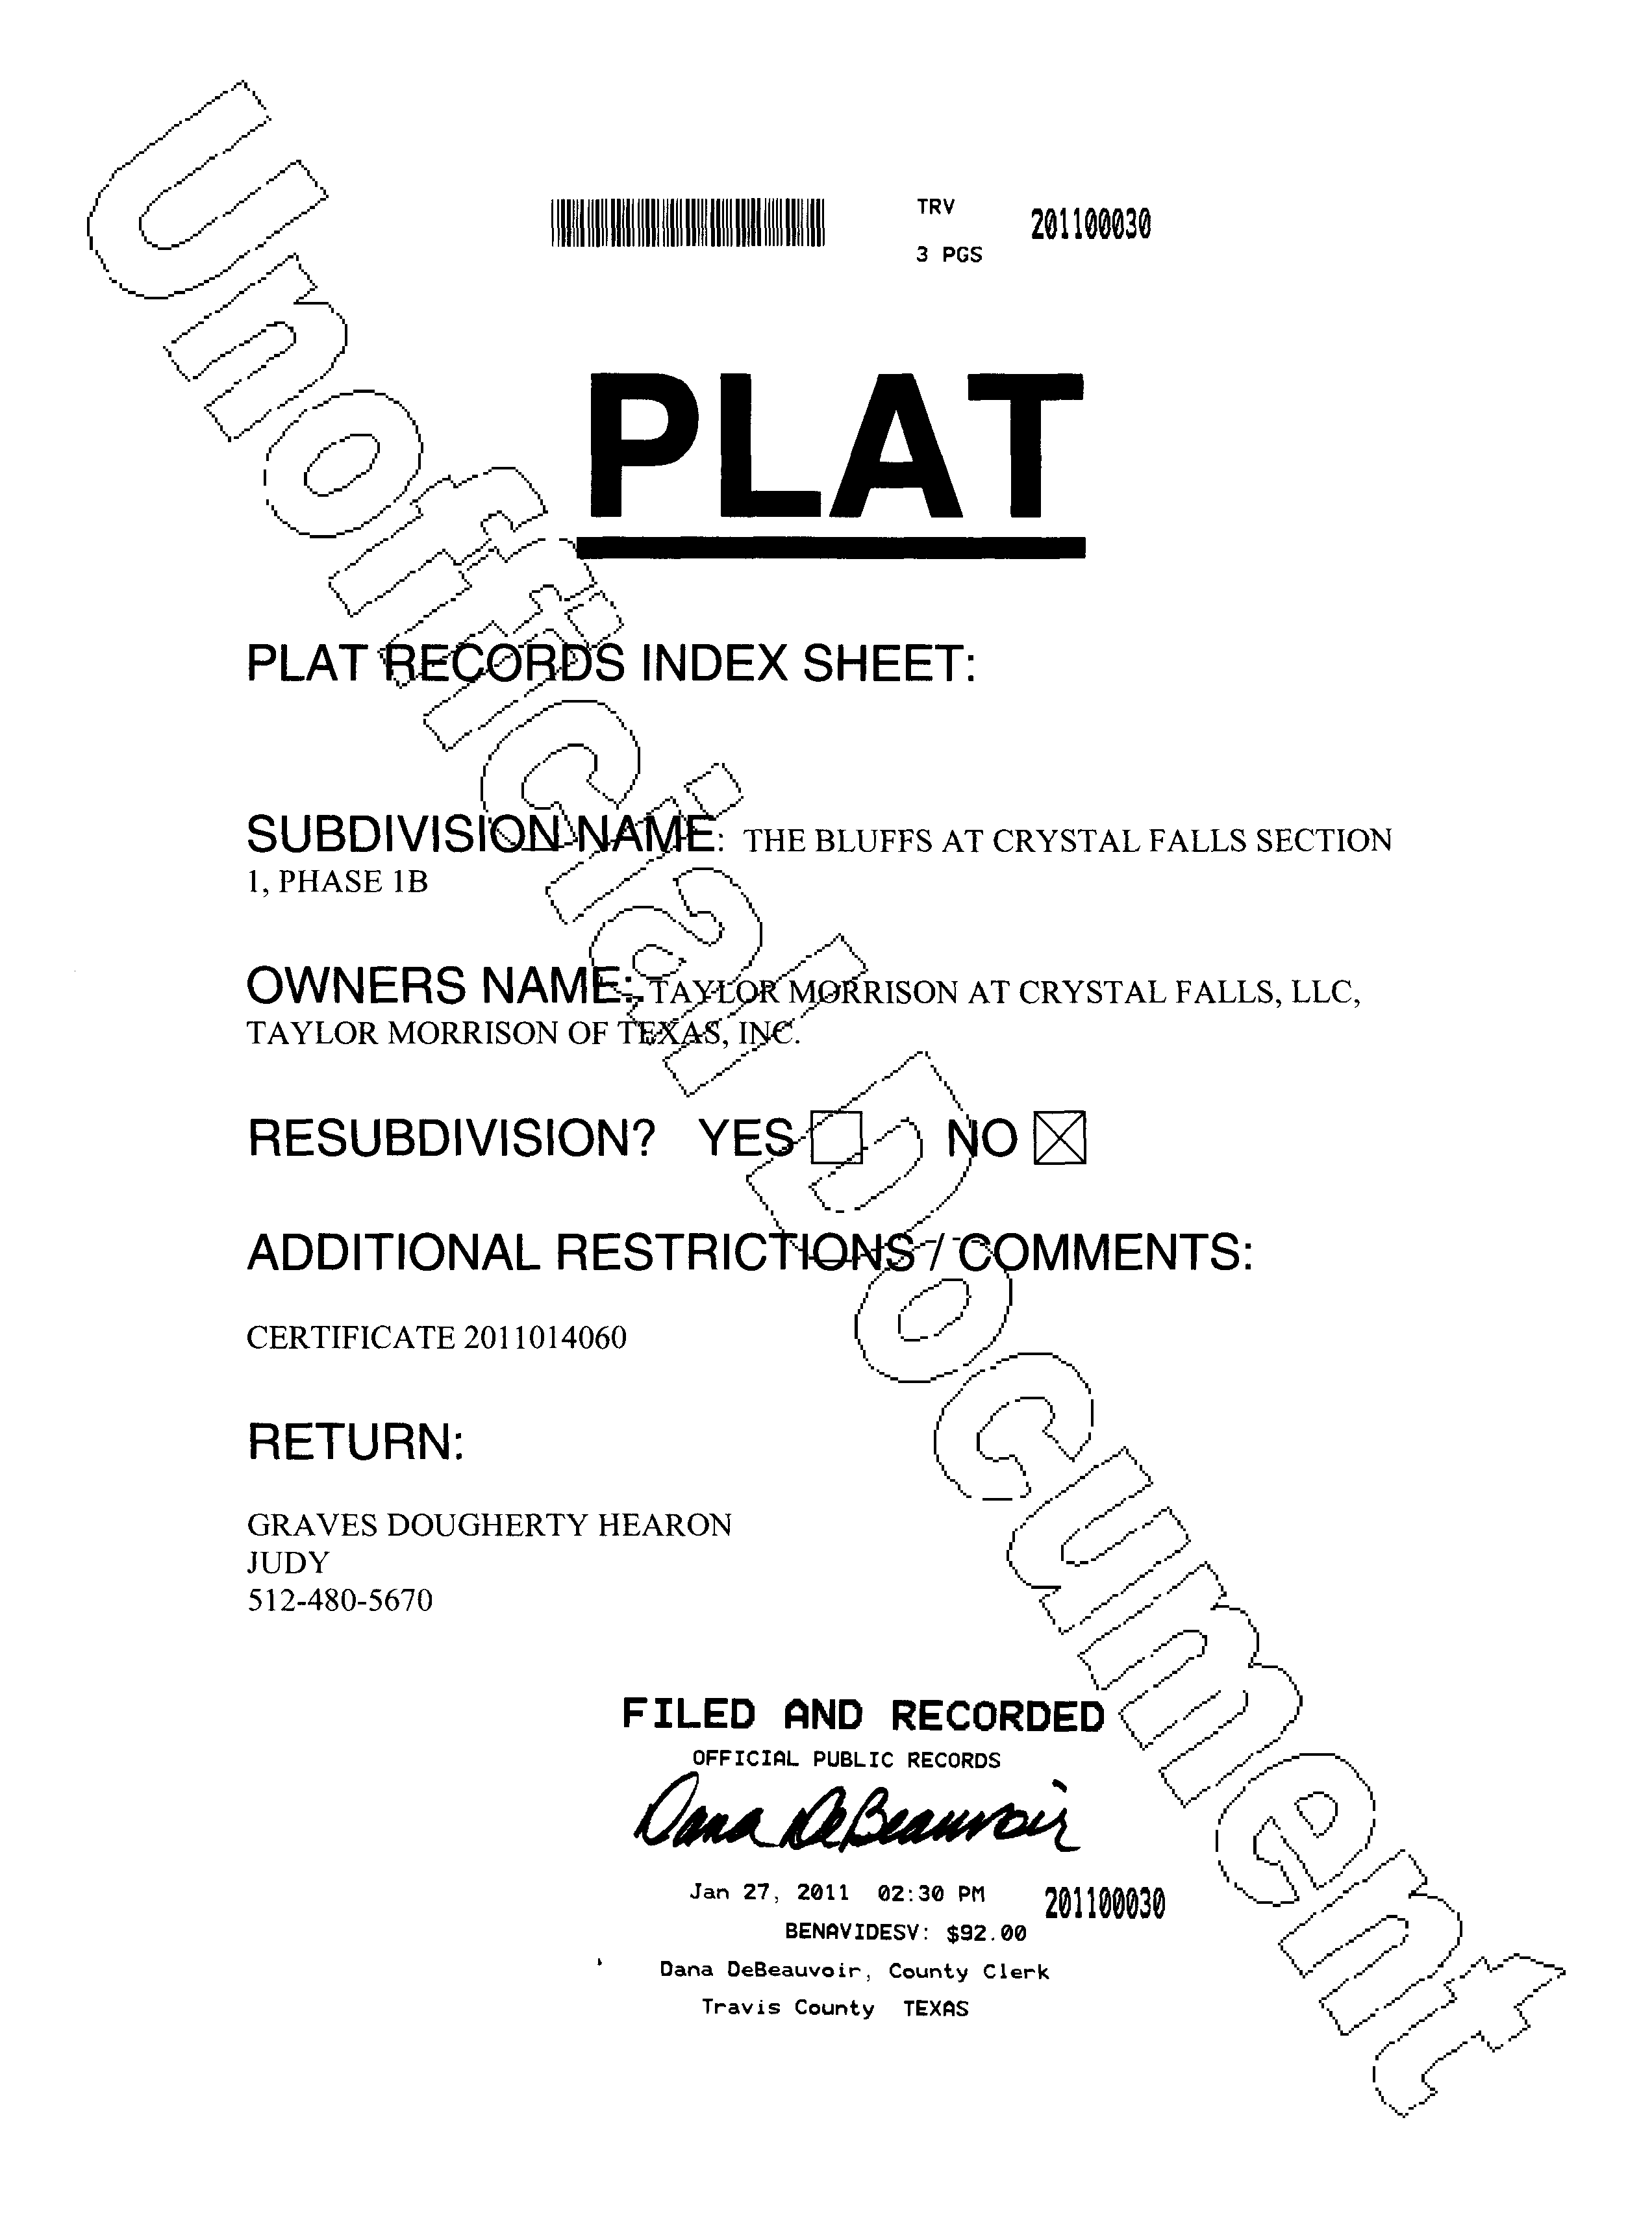 TRV
201100030
3 PGS
PLAT
PLAT RECORDS INDEX SHEET:
SUBDIVISION NAME: THE BLUFFS AT CRYSTAL FALLS SECTION
1, PHASE 1B
OWNERS NAME: TAYLOR MORRISON AT CRYSTAL FALLS, LLC,
TAYLOR MORRISON OF TEXAS, INC.
RESUBDIVISION? YES NO
ADDITIONAL RESTRICTIONS / COMMENTS:
CERTIFICATE 2011014060
RETURN:
GRAVES DOUGHERTY HEARON
JUDY
512-480-5670
FILED AND RECORDED
OFFICIAL PUBLIC RECORDS
Dana DeBeauvoir
Jan 27, 2011 02:30 PM
201100030
BENAVIDESV: $92.00
Dana DeBeauvoir, County Clerk
Travis County TEXAS
Unofficial Document